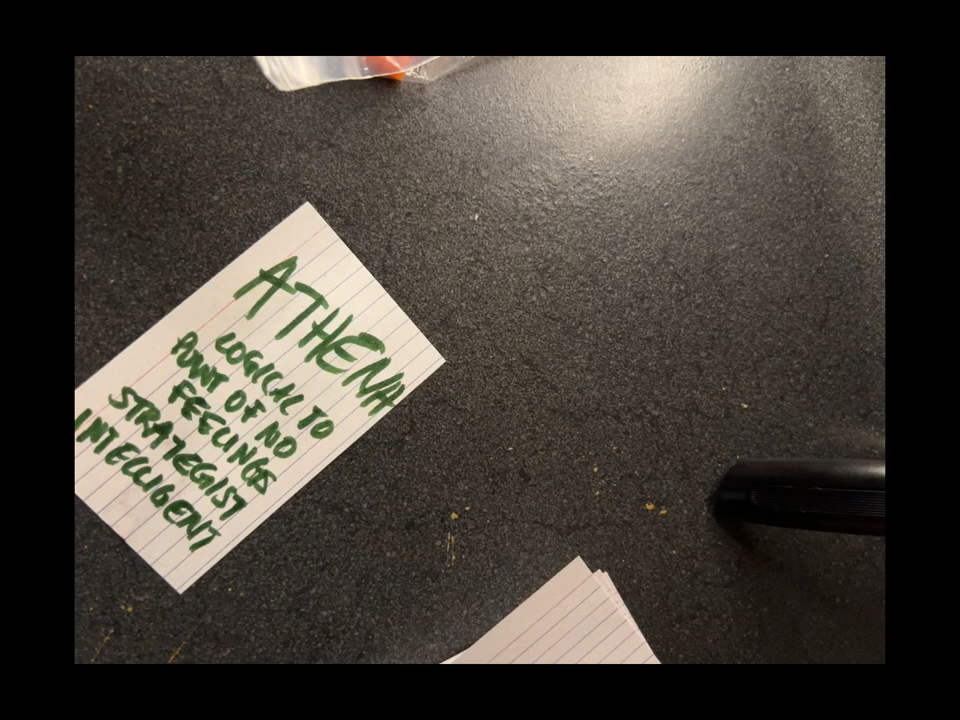 ATHENA
LOGICAL TO
POINT OF NO
FEELINGS
STRATEGIST
INTELLIGENT